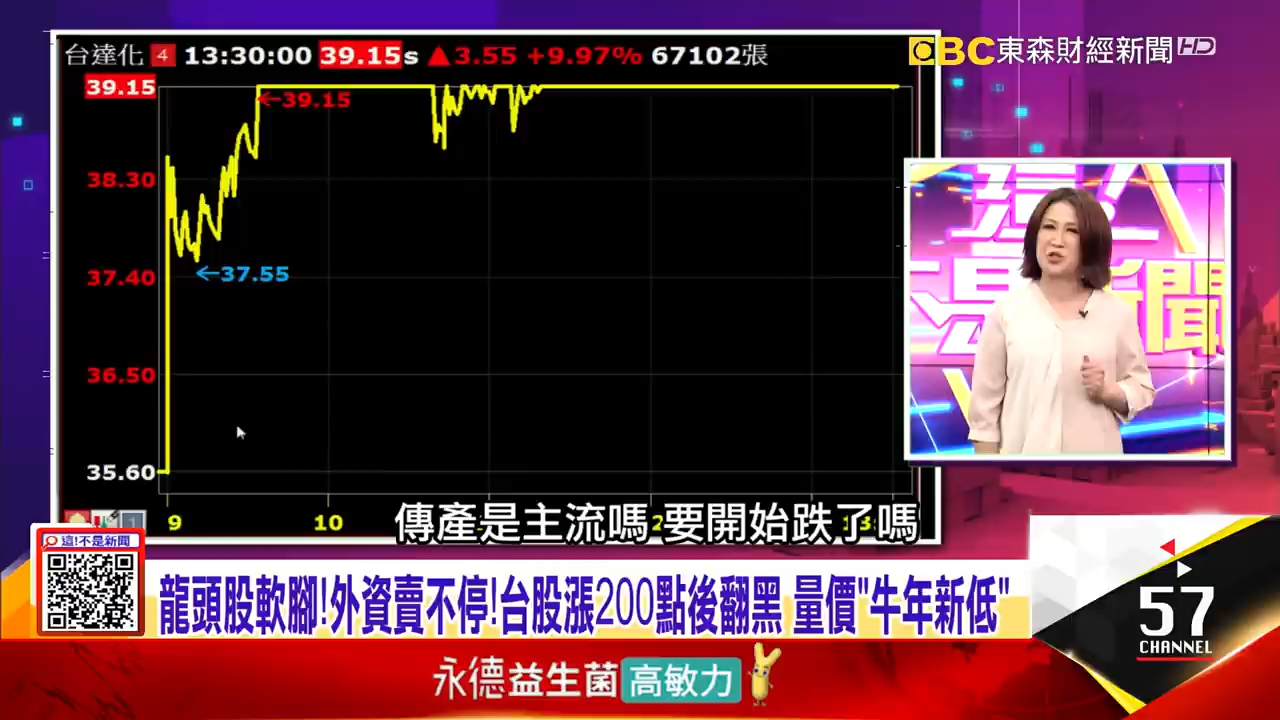 台達化 4 13:30:00 39.15s ▲3.55 +9.97% 67102張
EBC東森財經新聞HD
39.15
←39.15
38.30
37.40
←37.55
36.50
35.60
9
10
傳產是主流嗎 要開始跌了嗎
這!不是新聞
龍頭股軟腳!外資賣不停!台股漲200點後翻黑 量價"牛年新低"
57
CHANNEL
永德益生菌 高敏力